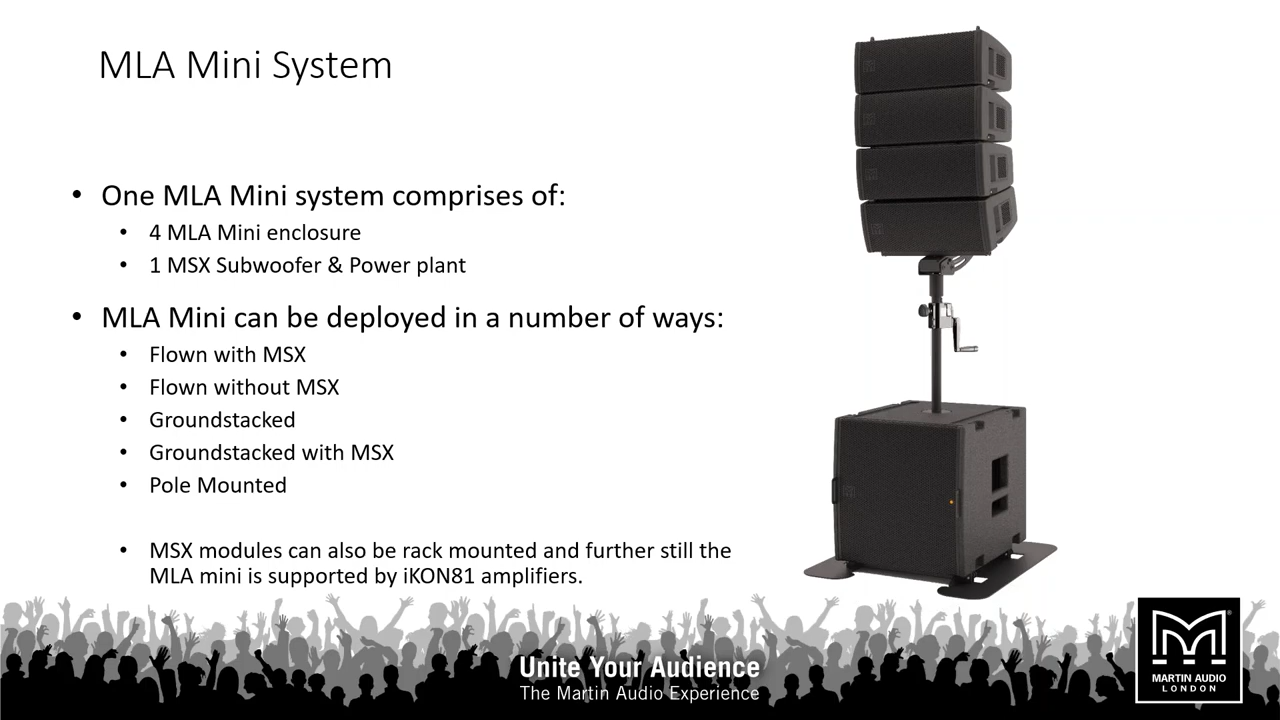 MLA Mini System
• One MLA Mini system comprises of:
• 4 MLA Mini enclosure
• 1 MSX Subwoofer & Power plant
• MLA Mini can be deployed in a number of ways:
• Flown with MSX
• Flown without MSX
• Groundstacked
• Groundstacked with MSX
• Pole Mounted
• MSX modules can also be rack mounted and further still the
MLA mini is supported by iKON81 amplifiers.
Unite Your Audience
The Martin Audio Experience
MARTIN AUDIO
LONDON